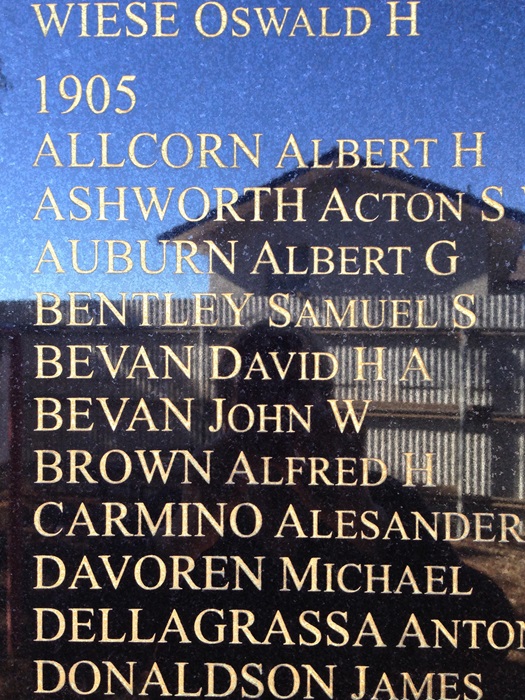 WIESE OSWALD H
1905
ALLCORN ALBERT H
ASHWORTH ACTON S
AUBURN ALBERT G
BENTLEY SAMUEL S
BEVAN DAVID H A
BEVAN JOHN W
BROWN ALFRED H
CARMINO ALESANDER
DAVOREN MICHAEL
DELLAGRASSA
DONALDSON JAMES